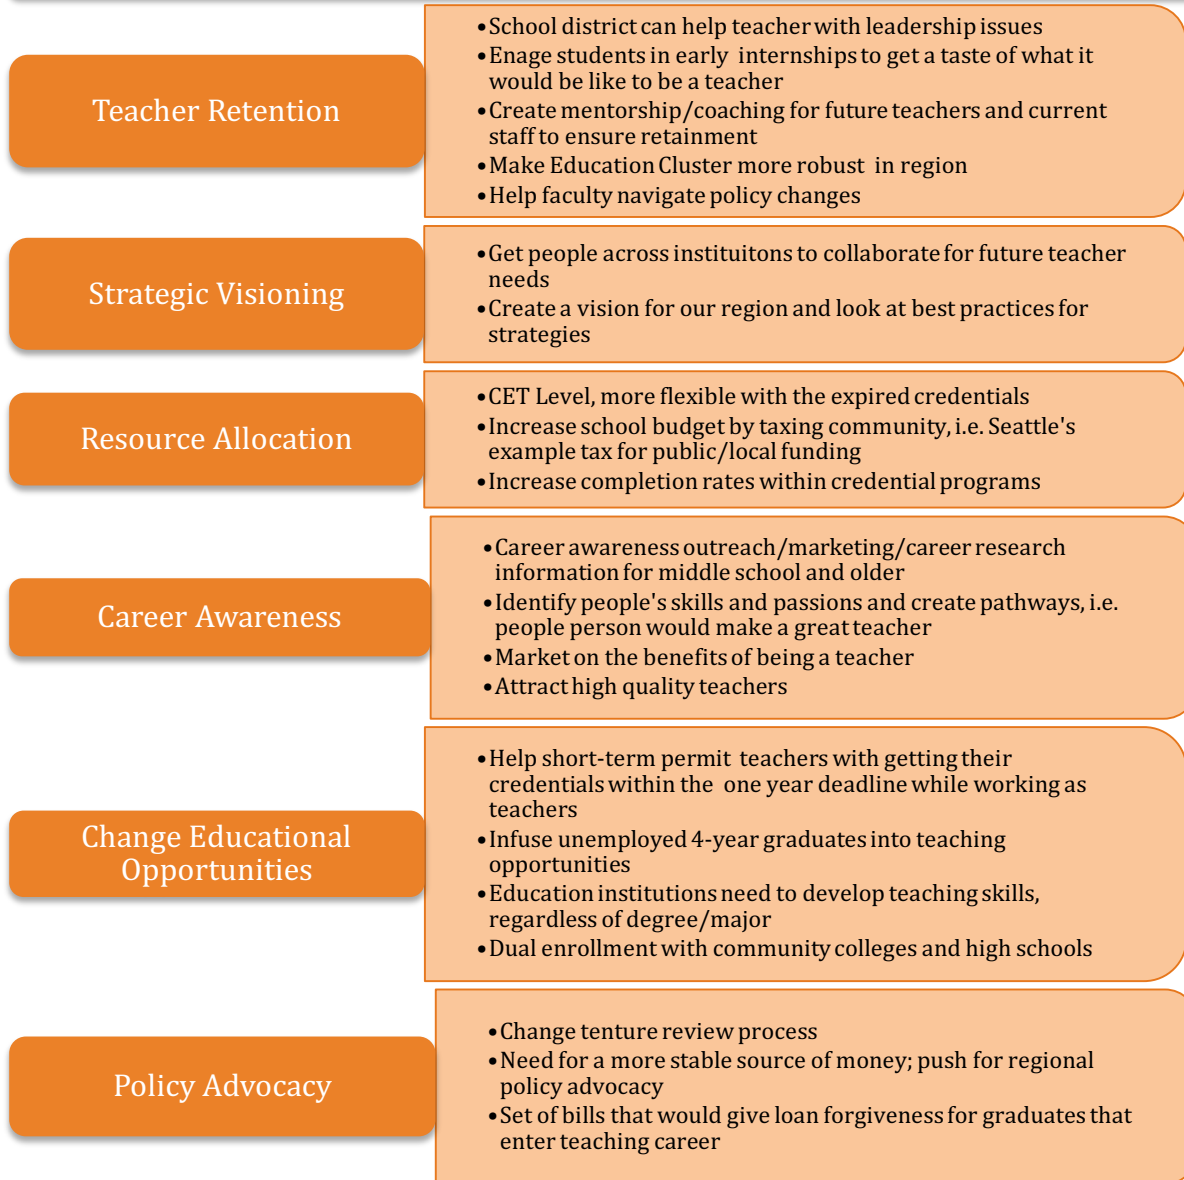 Teacher Retention
•School district can help teacher with leadership issues
•Enage students in early internships to get a taste of what it
would be like to be a teacher
•Create mentorship/coaching for future teachers and current
staff to ensure retainment
•Make Education Cluster more robust in region
•Help faculty navigate policy changes
Strategic Visioning
•Get people across instituitons to collaborate for future teacher
needs
•Create a vision for our region and look at best practices for
strategies
Resource Allocation
•CET Level, more flexible with the expired credentials
•Increase school budget by taxing community, i.e. Seattle's
example tax for public/local funding
•Increase completion rates within credential programs
Career Awareness
•Career awareness outreach/marketing/career research
information for middle school and older
•Identify people's skills and passions and create pathways, i.e.
people person would make a great teacher
•Market on the benefits of being a teacher
•Attract high quality teachers
Change Educational
Opportunities
•Help short-term permit teachers with getting their
credentials within the one year deadline while working as
teachers
•Infuse unemployed 4-year graduates into teaching
opportunities
•Education institutions need to develop teaching skills,
regardless of degree/major
•Dual enrollment with community colleges and high schools
Policy Advocacy
•Change tenture review process
•Need for a more stable source of money; push for regional
policy advocacy
•Set of bills that would give loan forgiveness for graduates that
enter teaching career